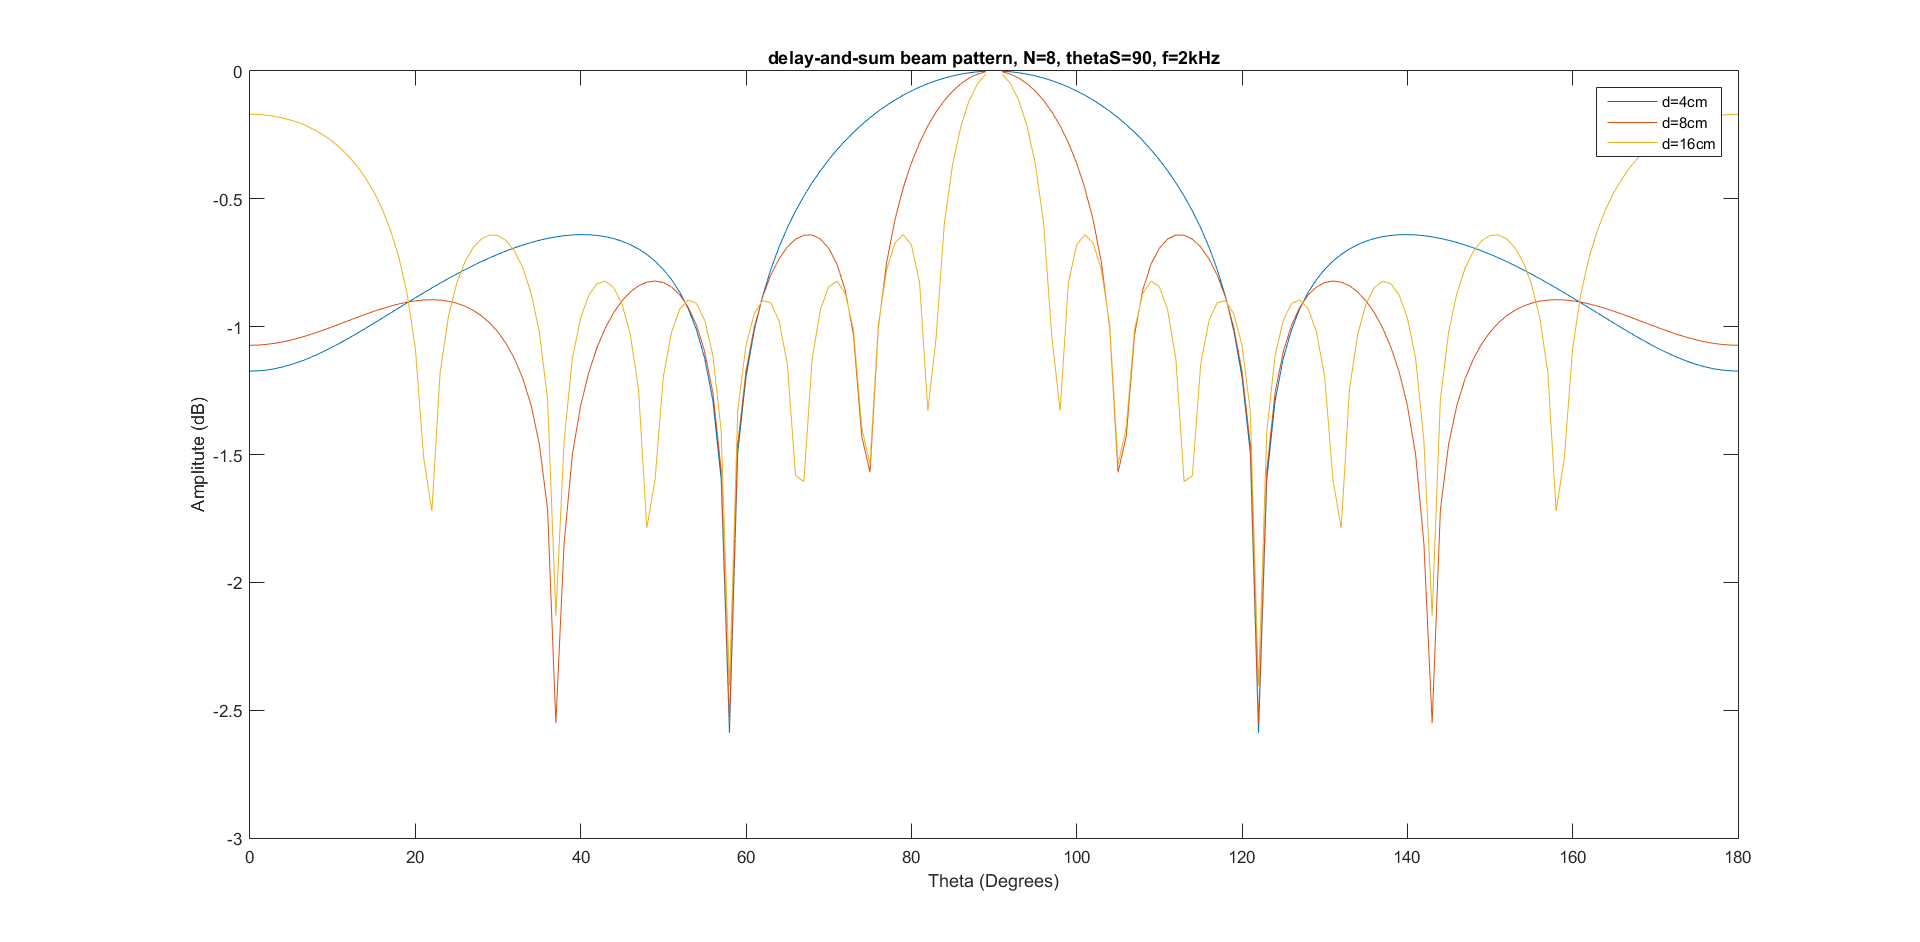 delay-and-sum beam pattern, N=8, thetaS=90, f=2kHz
0
-0.5
-1
-1.5
-2
-2.5
-3
Amplitute (dB)
d=4cm
d=8cm
d=16cm
0 20 40 60 80 100 120 140 160 180
Theta (Degrees)